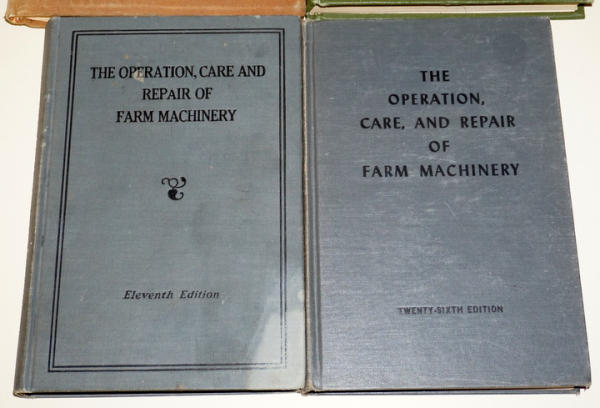 THE OPERATION, CARE AND
REPAIR OF
FARM MACHINERY
Eleventh Edition
THE
OPERATION,
CARE, AND REPAIR
OF
FARM MACHINERY
TWENTY-SIXTH EDITION